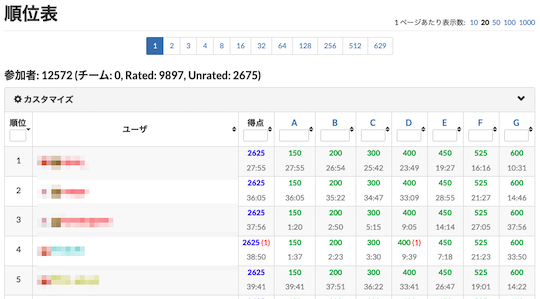 順位表
1 ページあたり表示数: 10 20 50 100 1000
1 2 3 4 8 16 32 64 128 256 512 629
参加者: 12572 (チーム: 0, Rated: 9897, Unrated: 2675)
カスタマイズ
順位 ユーザ 得点 A B C D E F G
1 2625 150 200 300 400 450 525 600
27:55 27:55 26:54 25:42 23:49 19:27 16:16 10:31
2 2625 150 200 300 400 450 525 600
36:05 36:05 35:22 34:47 33:09 28:55 21:27 14:46
3 2625 150 200 300 400 450 525 600
37:56 1:20 2:50 5:15 9:05 14:14 27:05 37:56
4 2625 (1) 150 200 300 400 (1) 450 525 600
38:50 1:37 2:23 3:30 9:39 7:18 21:23 33:50
5 2625 150 200 300 400 450 525 600
39:41 39:41 37:51 36:22 33:41 26:47 19:01 14:22